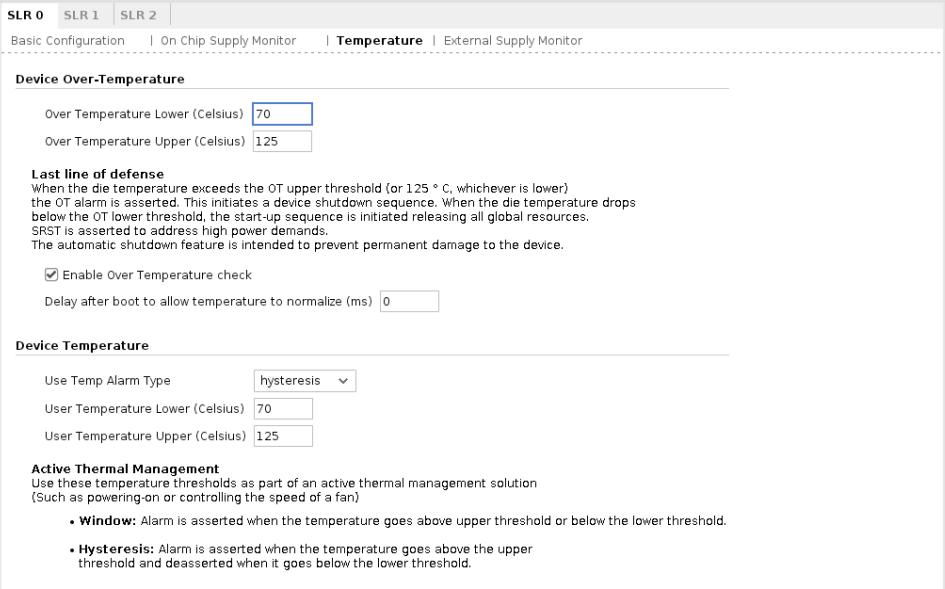 SLR 0 SLR 1 SLR 2
Basic Configuration | On Chip Supply Monitor | Temperature | External Supply Monitor
Device Over-Temperature
Over Temperature Lower (Celsius) 70
Over Temperature Upper (Celsius) 125
Last line of defense
When the die temperature exceeds the OT upper threshold (or 125 ° C, whichever is lower)
the OT alarm is asserted. This initiates a device shutdown sequence. When the die temperature drops
below the OT lower threshold, the start-up sequence is initiated releasing all global resources.
SRST is asserted to address high power demands.
The automatic shutdown feature is intended to prevent permanent damage to the device.
Enable Over Temperature check
Delay after boot to allow temperature to normalize (ms) 0
Device Temperature
Use Temp Alarm Type hysteresis
User Temperature Lower (Celsius) 70
User Temperature Upper (Celsius) 125
Active Thermal Management
Use these temperature thresholds as part of an active thermal management solution
(Such as powering-on or controlling the speed of a fan)
• Window: Alarm is asserted when the temperature goes above upper threshold or below the lower threshold.
• Hysteresis: Alarm is asserted when the temperature goes above the upper
threshold and deasserted when it goes below the lower threshold.